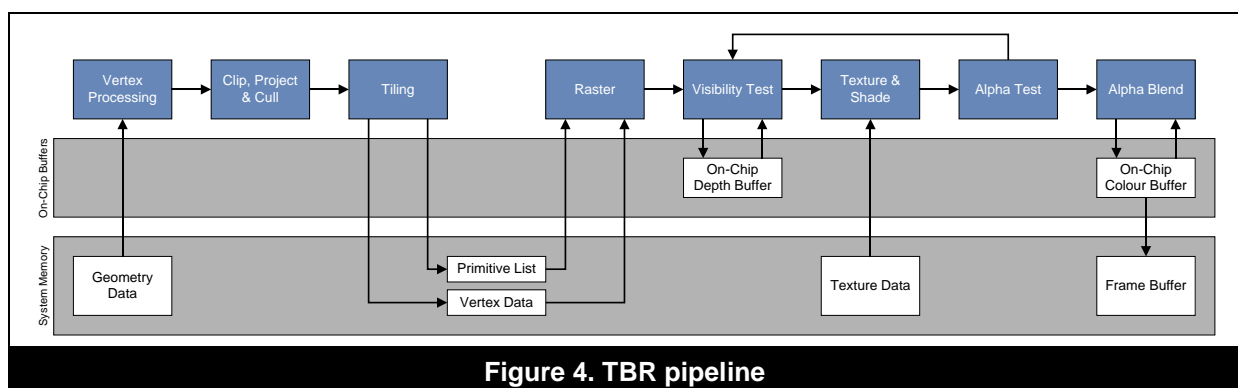 Vertex
Processing
Clip, Project
& Cull
Tiling
Raster
Visibility Test
Texture &
Shade
Alpha Test
Alpha Blend
On-Chip Buffers
On-Chip
Depth Buffer
On-Chip
Colour Buffer
System Memory
Geometry
Data
Primitive List
Vertex Data
Texture Data
Frame Buffer
Figure 4. TBR pipeline